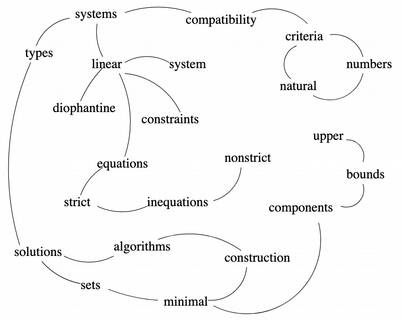 systems
compatibility
criteria
types
linear
system
numbers
natural
diophantine
constraints
upper
equations
nonstrict
bounds
strict
inequations
components
solutions
algorithms
construction
sets
minimal